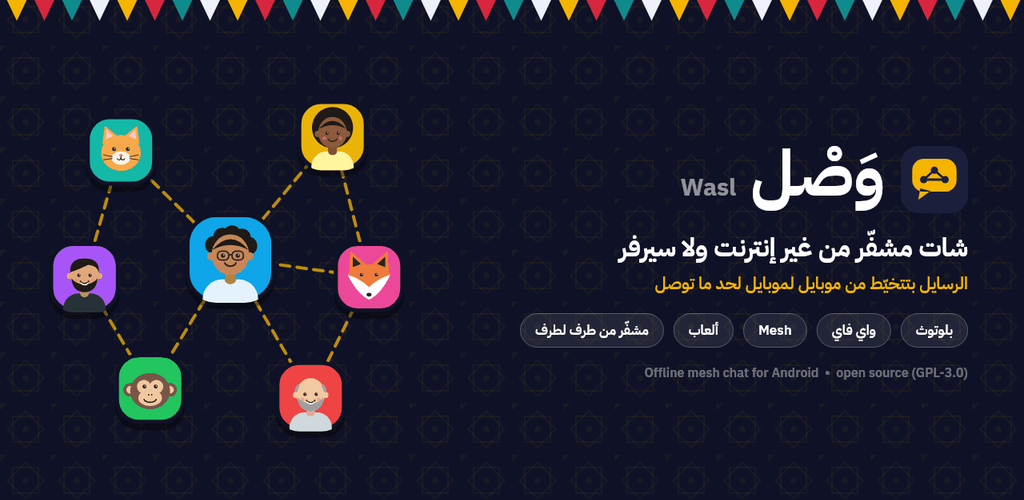 وَصْل Wasl
شات مشفّر من غير إنترنت ولا سيرفر
الرسايل بتتخيّط من موبايل لموبايل لحد ما توصل
بلوتوث واي فاي Mesh ألعاب مشفّر من طرف لطرف
Offline mesh chat for Android • open source (GPL-3.0)